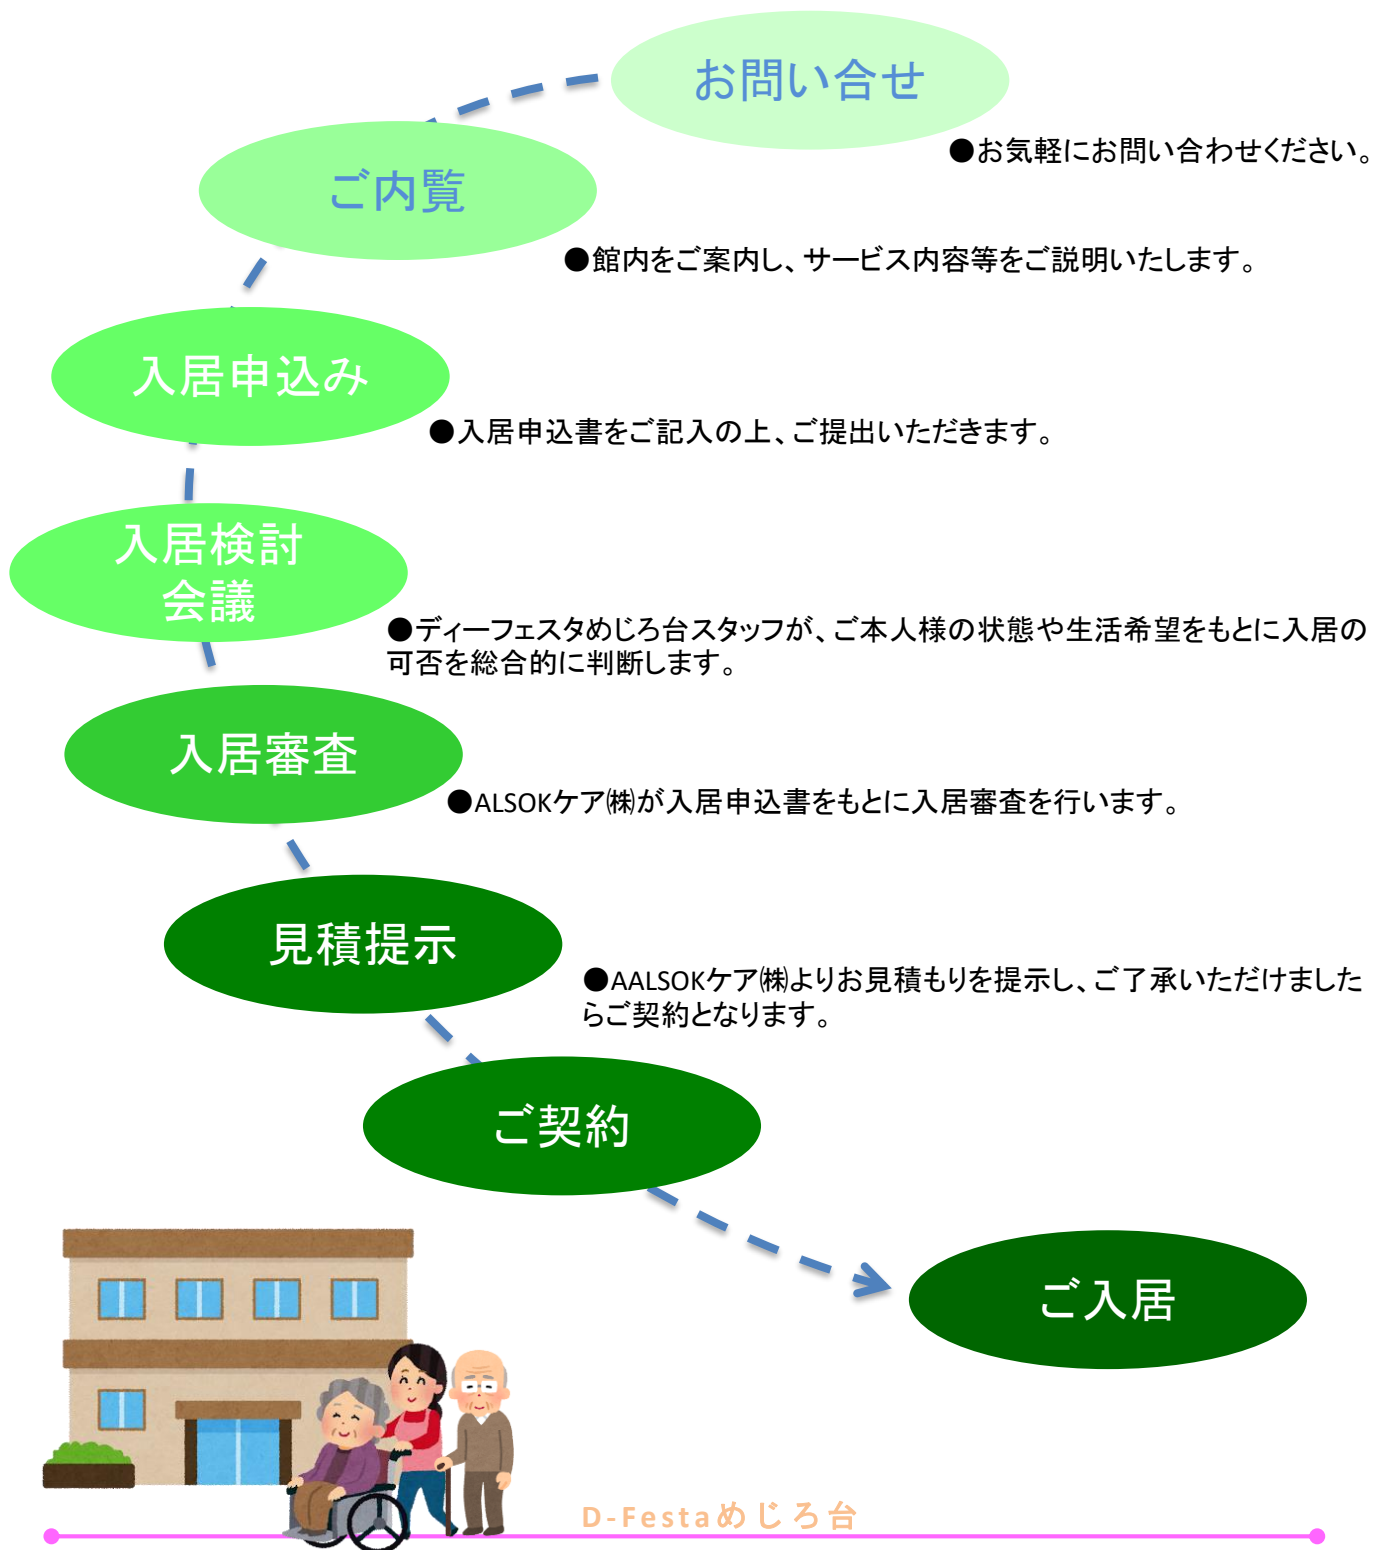 お問い合せ
●お気軽にお問い合わせください。
ご内覧
●館内をご案内し、サービス内容等をご説明いたします。
入居申込み
●入居申込書をご記入の上、ご提出いただきます。
入居検討
会議
●ディーフェスタめじろ台スタッフが、ご本人様の状態や生活希望をもとに入居の
可否を総合的に判断します。
入居審査
●ALSOKケア㈱が入居申込書をもとに入居審査を行います。
見積提示
●AALSOKケア㈱よりお見積もりを提示し、ご了承いただけました
らご契約となります。
ご契約
ご入居
D-Festaめじろ台